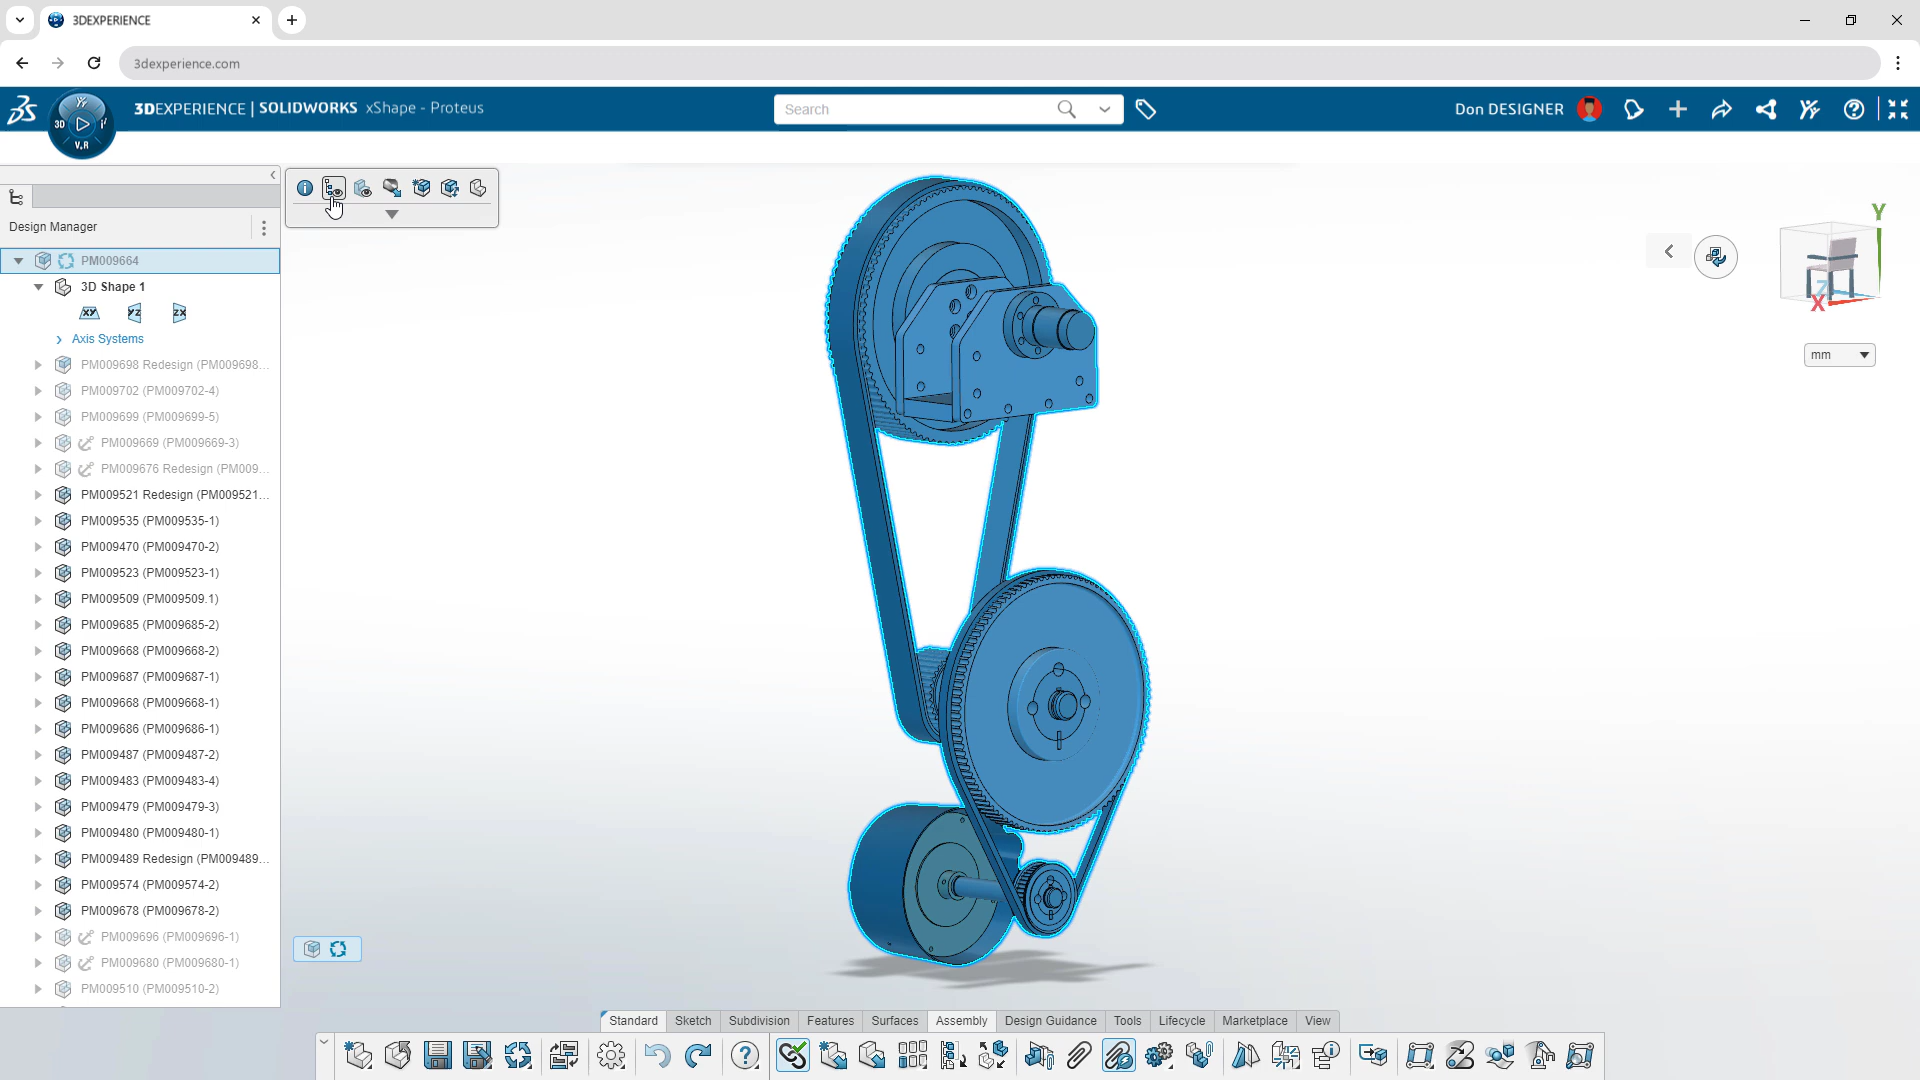 3DEXPERIENCE
3dexperience.com
3DEXPERIENCE | SOLIDWORKS xShape - Proteus
Search
Don DESIGNER
3D
V.R
Design Manager
PM009664
3D Shape 1
XY YZ ZX
Axis Systems
PM009698 Redesign (PM009698...
PM009702 (PM009702-4)
PM009699 (PM009699-5)
PM009669 (PM009669-3)
PM009676 Redesign (PM009...
PM009521 Redesign (PM009521...
PM009535 (PM009535-1)
PM009470 (PM009470-2)
PM009523 (PM009523-1)
PM009509 (PM009509.1)
PM009685 (PM009685-2)
PM009668 (PM009668-2)
PM009687 (PM009687-1)
PM009668 (PM009668-1)
PM009686 (PM009686-1)
PM009487 (PM009487-2)
PM009483 (PM009483-4)
PM009479 (PM009479-3)
PM009480 (PM009480-1)
PM009489 Redesign (PM009489...
PM009574 (PM009574-2)
PM009678 (PM009678-2)
PM009696 (PM009696-1)
PM009680 (PM009680-1)
PM009510 (PM009510-2)
Y
Z
X
mm
Standard Sketch Subdivision Features Surfaces Assembly Design Guidance Tools Lifecycle Marketplace View